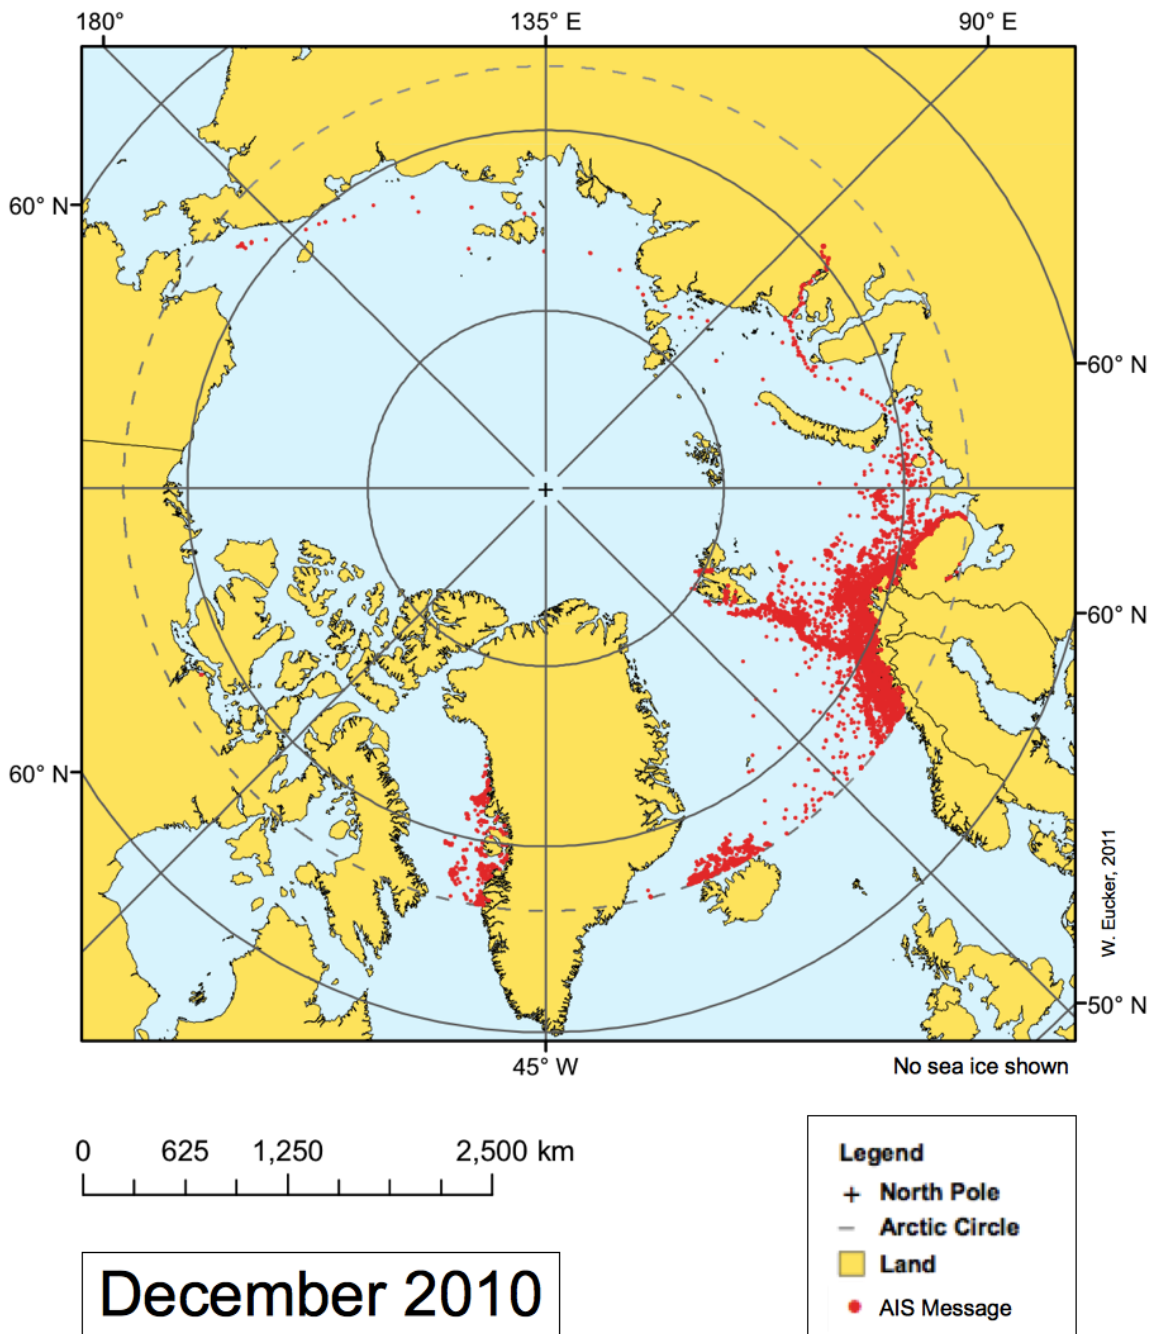 180°
135° E
90° E
60° N
60° N
60° N
60° N
50° N
W. Eucker, 2011
45° W
No sea ice shown
0 625 1,250 2,500 km
Legend
North Pole
Arctic Circle
Land
AIS Message
December 2010